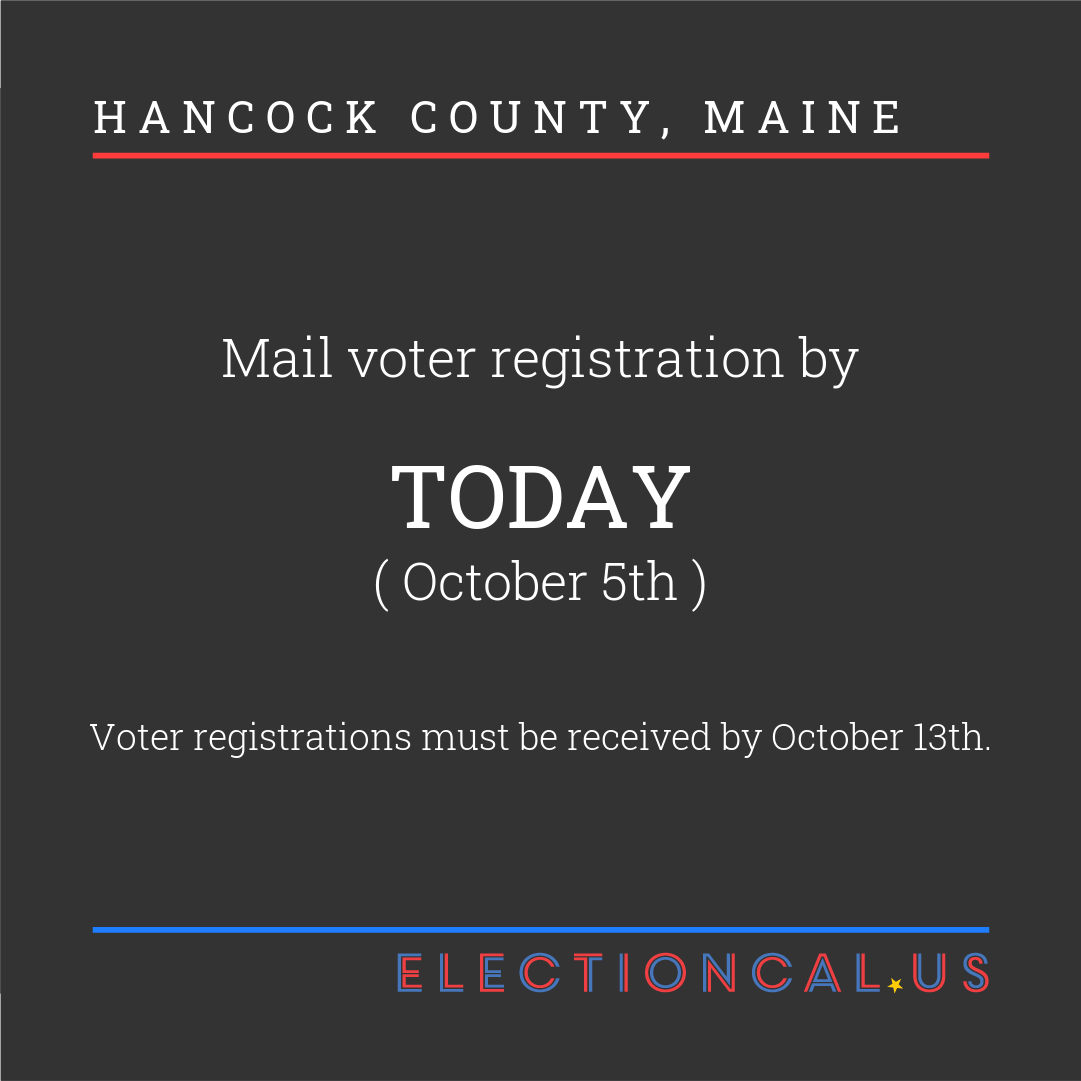 HANCOCK COUNTY, MAINE
Mail voter registration by
TODAY
( October 5th )
Voter registrations must be received by October 13th.
ELECTIONCAL.US